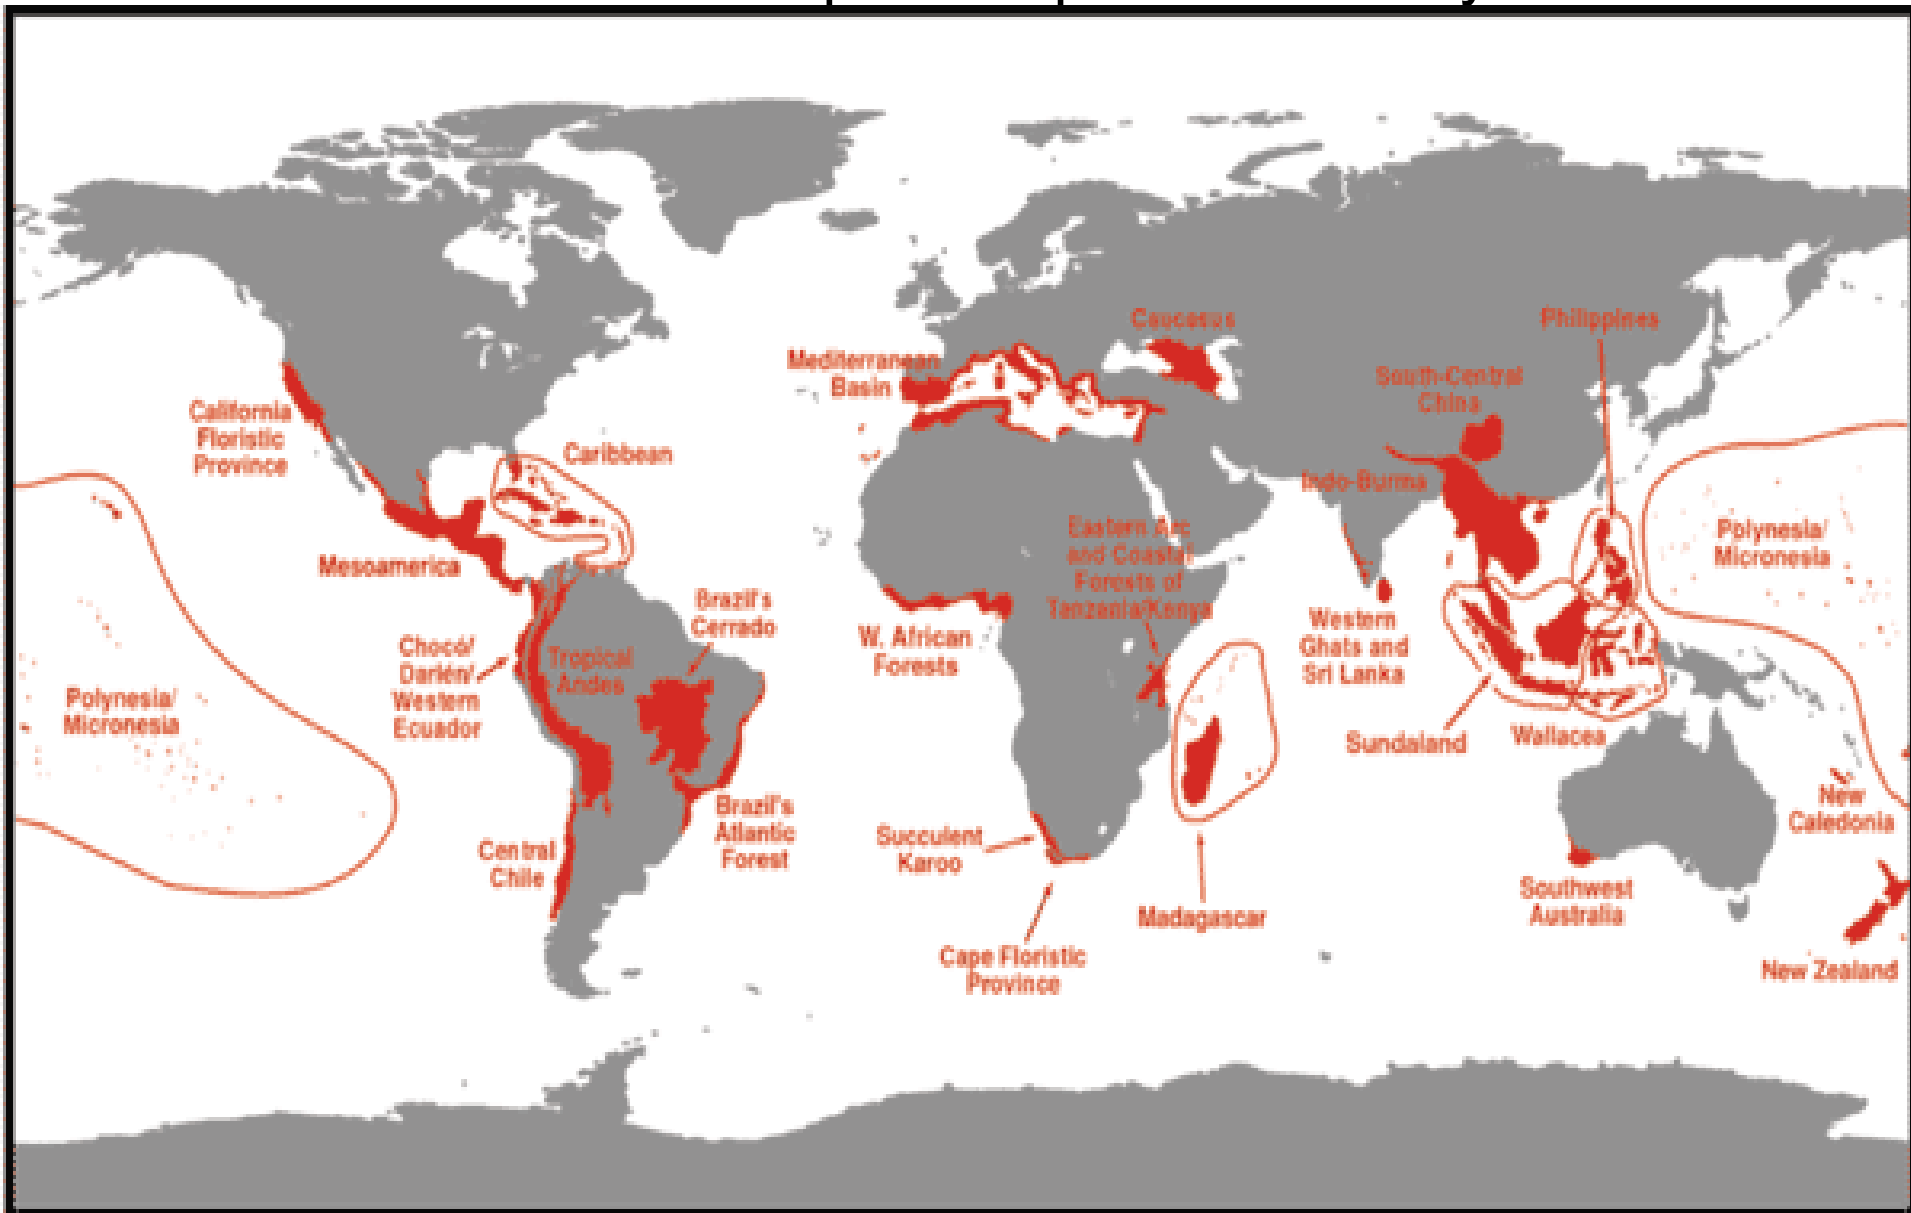 Caucasus
Philippines
Mediterranean
Basin
South-Central
China
California
Floristic
Province
Caribbean
Indo-Burma
Eastern Arc
and Coastal
Forests of
Tanzania/Kenya
Polynesia/
Micronesia
Mesoamerica
Brazil's
Cerrado
W. African
Forests
Western
Ghats and
Sri Lanka
Chocó/
Darién/
Western
Ecuador
Tropical
Andes
Polynesia/
Micronesia
Sundaland
Wallacea
New
Caledonia
Brazil's
Atlantic
Forest
Central
Chile
Succulent
Karoo
Madagascar
Southwest
Australia
Cape Floristic
Province
New Zealand